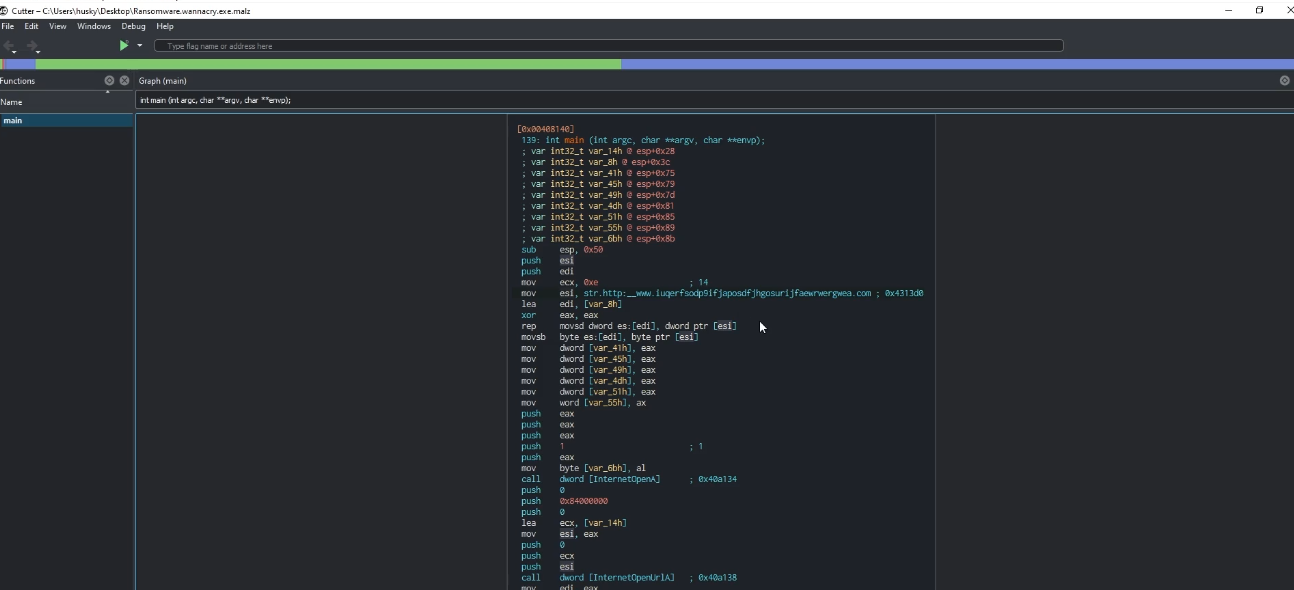 Cutter – C:\Users\husky\Desktop\Ransomware.wannacry.exe.malz
File Edit View Windows Debug Help
Type flag name or address here
Functions
Graph (main)
Name
int main (int argc, char **argv, char **envp);
main
[0x00408140]
139: int main (int argc, char **argv, char **envp);
; var int32_t var_14h @ esp+0x28
; var int32_t var_8h @ esp+0x3c
; var int32_t var_41h @ esp+0x75
; var int32_t var_45h @ esp+0x79
; var int32_t var_49h @ esp+0x7d
; var int32_t var_4dh @ esp+0x81
; var int32_t var_51h @ esp+0x85
; var int32_t var_55h @ esp+0x89
; var int32_t var_6bh @ esp+0x8b
sub esp, 0x50
push esi
push edi
mov ecx, 0xe ; 14
mov esi, str.http:__www.iuqerfsodp9ifjaposdfjhgosurijfaewrwergwea.com ; 0x4313d0
lea edi, [var_8h]
xor eax, eax
rep movsd dword es:[edi], dword ptr [esi]
movsb byte es:[edi], byte ptr [esi]
mov dword [var_41h], eax
mov dword [var_45h], eax
mov dword [var_49h], eax
mov dword [var_4dh], eax
mov dword [var_51h], eax
mov word [var_55h], ax
push eax
push eax
push eax
push 1 ; 1
push eax
mov byte [var_6bh], al
call dword [InternetOpenA] ; 0x40a134
push 0
push 0x84000000
push 0
lea ecx, [var_14h]
mov esi, eax
push 0
push ecx
push esi
call dword [InternetOpenUrlA] ; 0x40a138
mov edi, eax